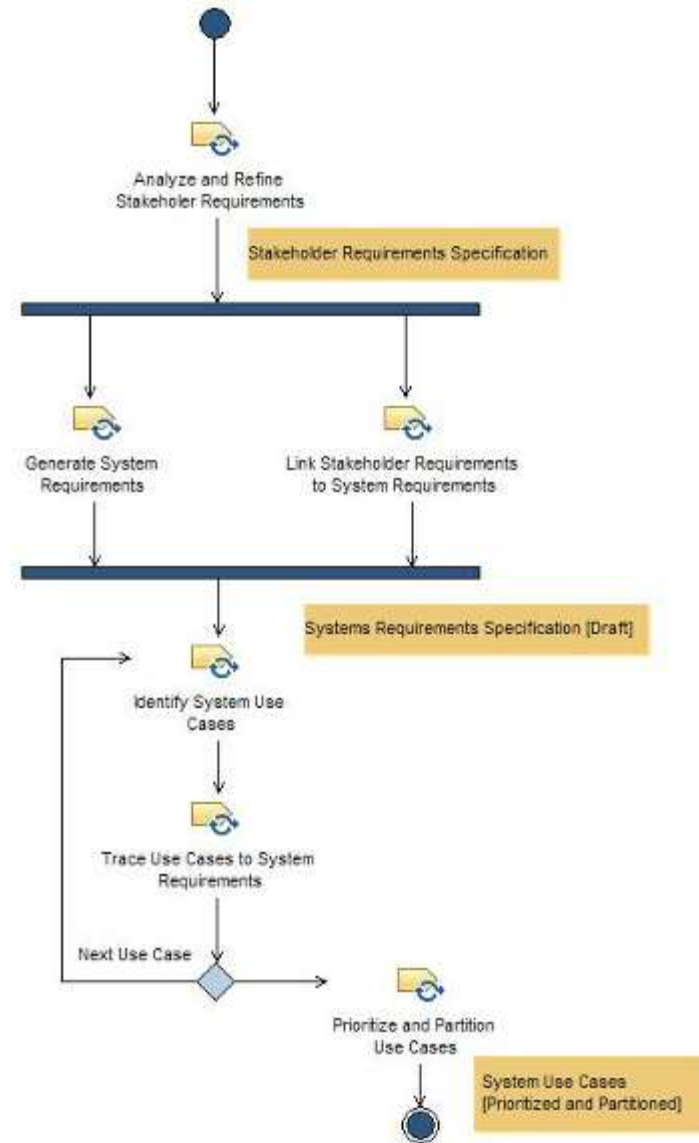 Analyze and Refine
Stakeholer Requirements
Stakeholder Requirements Specification
Generate System
Requirements
Link Stakeholder Requirements
to System Requirements
Systems Requirements Specification [Draft]
Identify System Use
Cases
Trace Use Cases to System
Requirements
Next Use Case
Prioritize and Partition
Use Cases
System Use Cases
[Prioritized and Partitioned]